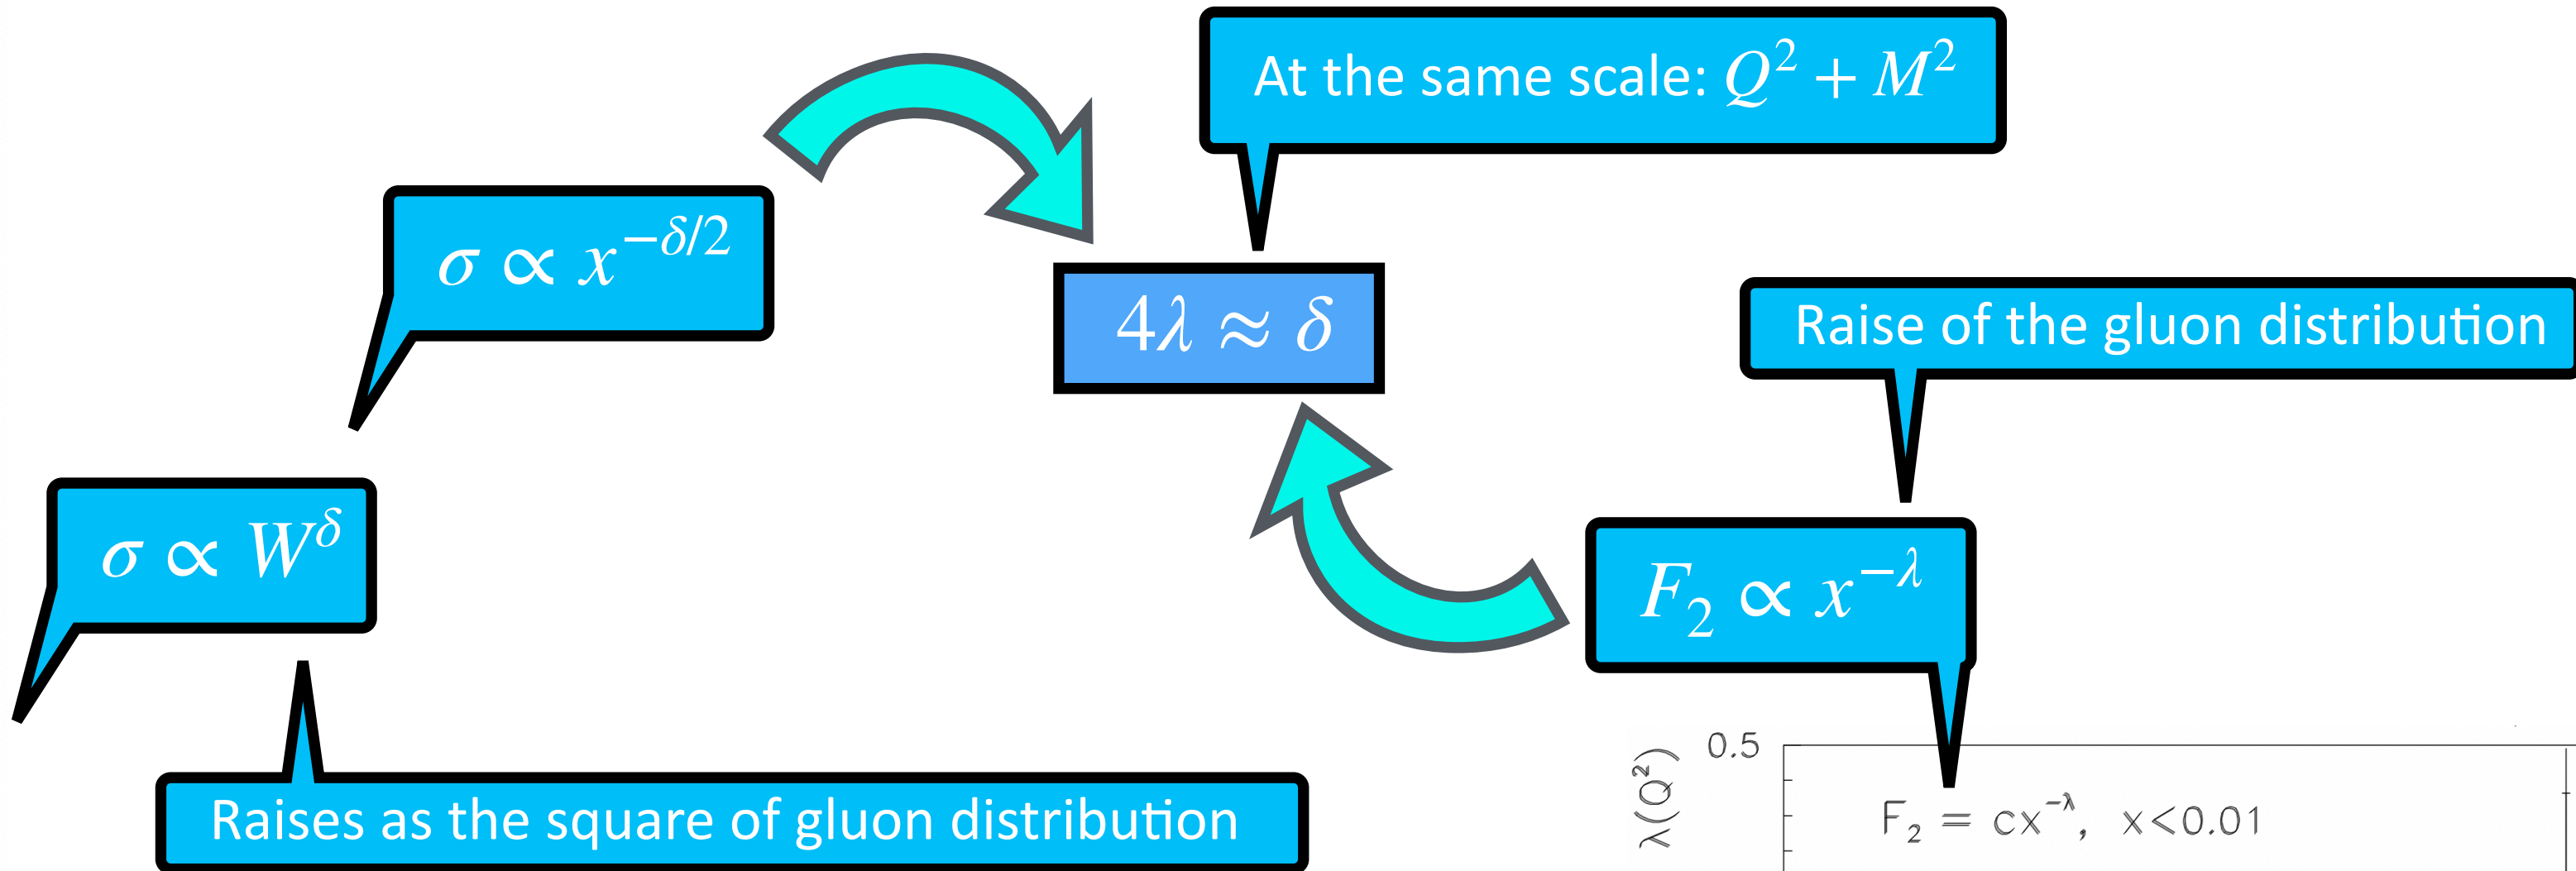 At the same scale: Q² + M²
σ ∝ x^{−δ/2}
4λ ≈ δ
Raise of the gluon distribution
σ ∝ W^δ
F₂ ∝ x^{−λ}
Raises as the square of gluon distribution
λ(Q²)
0.5
F₂ = cx^{−λ}, x<0.01